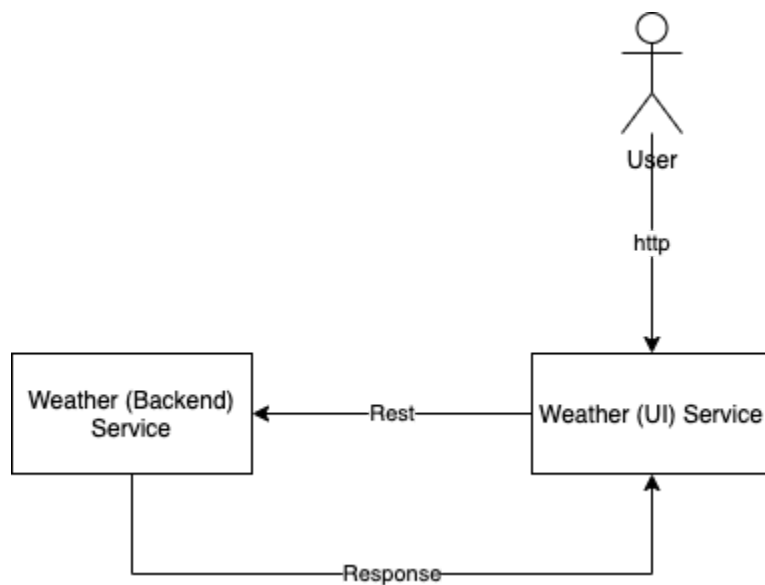 User
http
Weather (Backend)
Service
Rest
Weather (UI) Service
Response